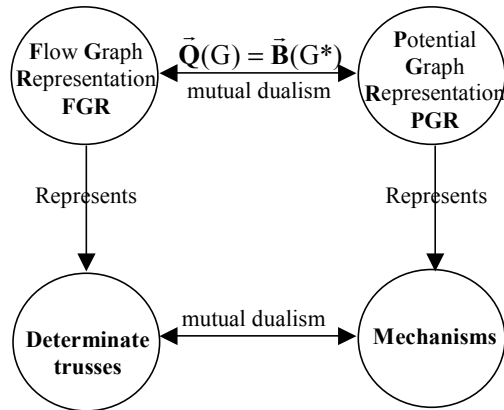 Flow Graph
Representation
FGR
Q⃗(G) = B⃗(G*)
mutual dualism
Potential
Graph
Representation
PGR
Represents
Represents
Determinate
trusses
mutual dualism
Mechanisms